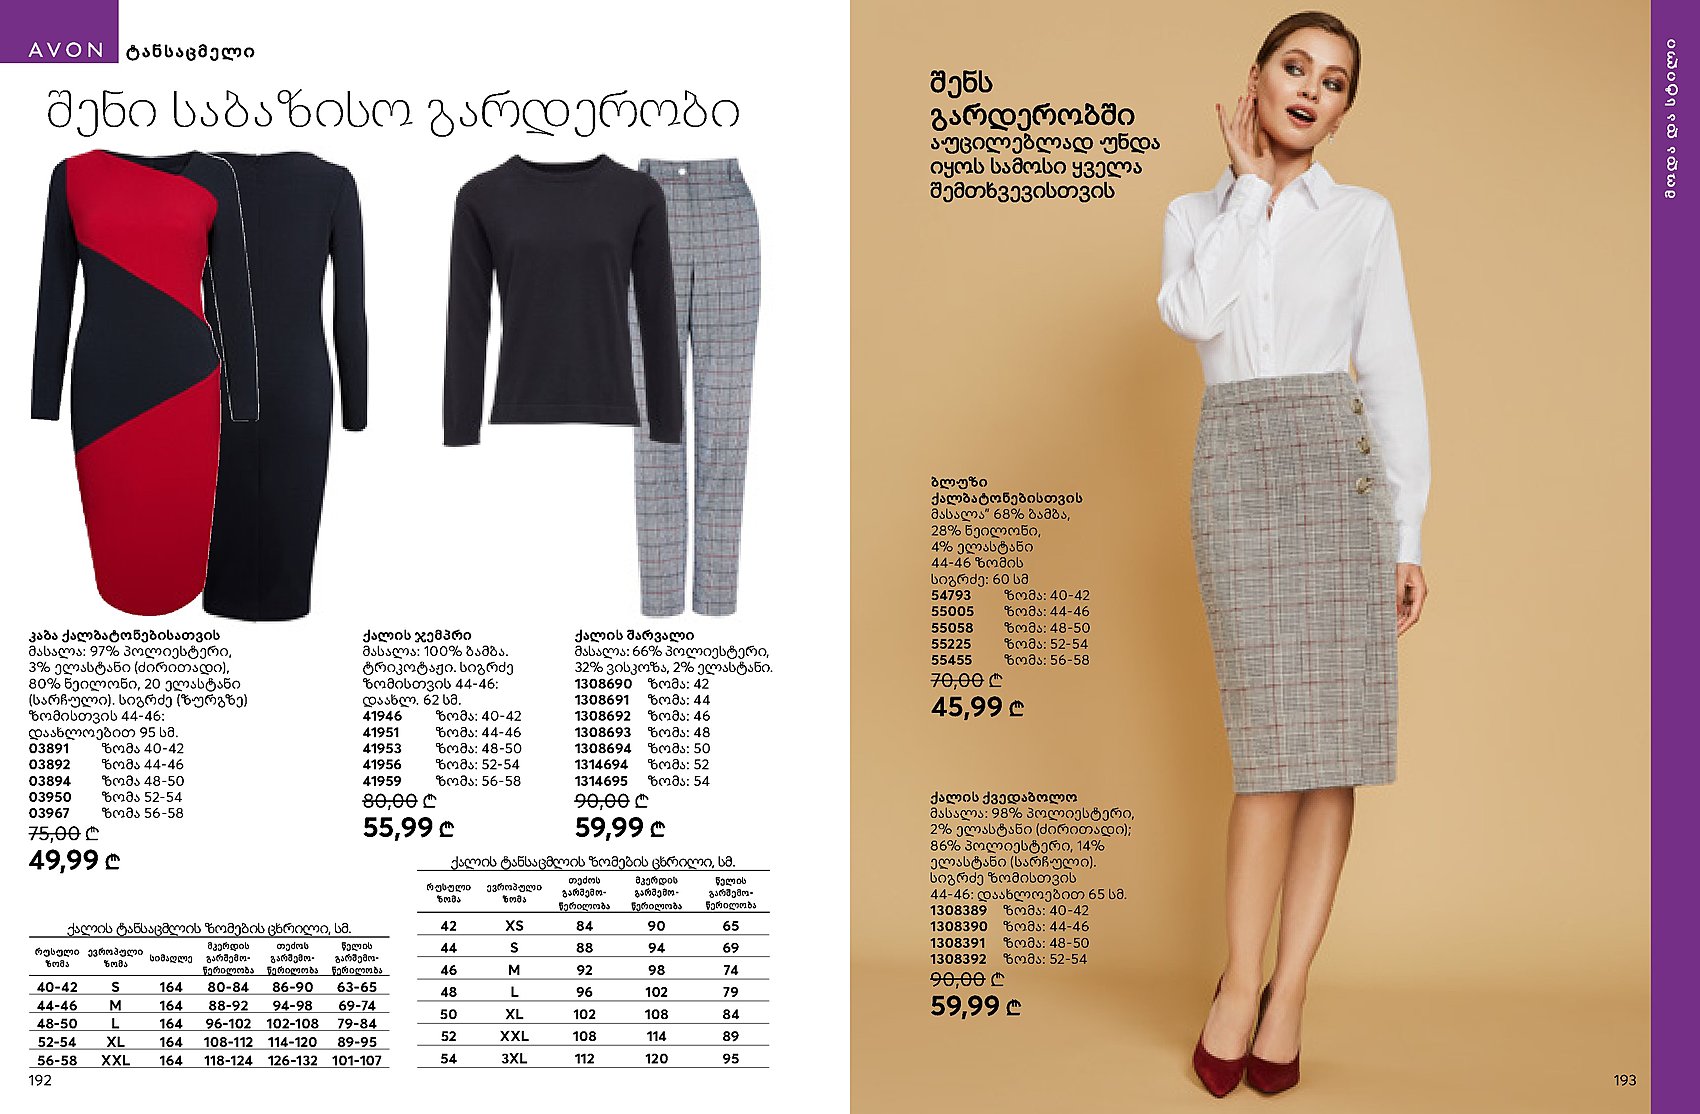 AVON ტანსაცმელი
შენი საბაზისო გარდერობი
კაბა ქალბატონებისათვის
მასალა: 97% პოლიესტერი,
3% ელასტანი (ძირითადი),
80% ნეილონი, 20 ელასტანი
(სარჩული). სიგრძე (ზურგზე)
ზომისთვის 44-46:
დაახლოებით 95 სმ.
03891 ზომა 40-42
03892 ზომა 44-46
03894 ზომა 48-50
03950 ზომა 52-54
03967 ზომა 56-58
75,00 ₾
49,99 ₾
ქალის ტანსაცმლის ზომების ცხრილი, სმ.
რუსული ზომა ევროპული ზომა სიმაღლე მკერდის გარშემო-წერილობა თეძოს გარშემო-წერილობა წელის გარშემო-წერილობა
40-42 S 164 80-84 86-90 63-65
44-46 M 164 88-92 94-98 69-74
48-50 L 164 96-102 102-108 79-84
52-54 XL 164 108-112 114-120 89-95
56-58 XXL 164 118-124 126-132 101-107
192
ქალის ჯემპრი
მასალა: 100% ბამბა.
ტრიკოტაჟი. სიგრძე
ზომისთვის 44-46:
დაახლ. 62 სმ.
41946 ზომა: 40-42
41951 ზომა: 44-46
41953 ზომა: 48-50
41956 ზომა: 52-54
41959 ზომა: 56-58
80,00 ₾
55,99 ₾
ქალის შარვალი
მასალა: 66% პოლიესტერი,
32% ვისკოზა, 2% ელასტანი.
1308690 ზომა: 42
1308691 ზომა: 44
1308692 ზომა: 46
1308693 ზომა: 48
1308694 ზომა: 50
1314694 ზომა: 52
1314695 ზომა: 54
90,00 ₾
59,99 ₾
ქალის ტანსაცმლის ზომების ცხრილი, სმ.
რუსული ზომა ევროპული ზომა თეძოს გარშემო-წერილობა მკერდის გარშემო-წერილობა წელის გარშემო-წერილობა
42 XS 84 90 65
44 S 88 94 69
46 M 92 98 74
48 L 96 102 79
50 XL 102 108 84
52 XXL 108 114 89
54 3XL 112 120 95
შენს
გარდერობში
აუცილებლად უნდა
იყოს სამოსი ყველა
შემთხვევისთვის
ბლუზი
ქალბატონებისთვის
მასალა” 68% ბამბა,
28% ნეილონი,
4% ელასტანი
44-46 ზომის
სიგრძე: 60 სმ
54793 ზომა: 40-42
55005 ზომა: 44-46
55058 ზომა: 48-50
55225 ზომა: 52-54
55455 ზომა: 56-58
70,00 ₾
45,99 ₾
ქალის ქვედაბოლო
მასალა: 98% პოლიესტერი,
2% ელასტანი (ძირითადი);
86% პოლიესტერი, 14%
ელასტანი (სარჩული).
სიგრძე ზომისთვის
44-46: დაახლოებით 65 სმ.
1308389 ზომა: 40-42
1308390 ზომა: 44-46
1308391 ზომა: 48-50
1308392 ზომა: 52-54
90,00 ₾
59,99 ₾
მოდა და სტილი
193